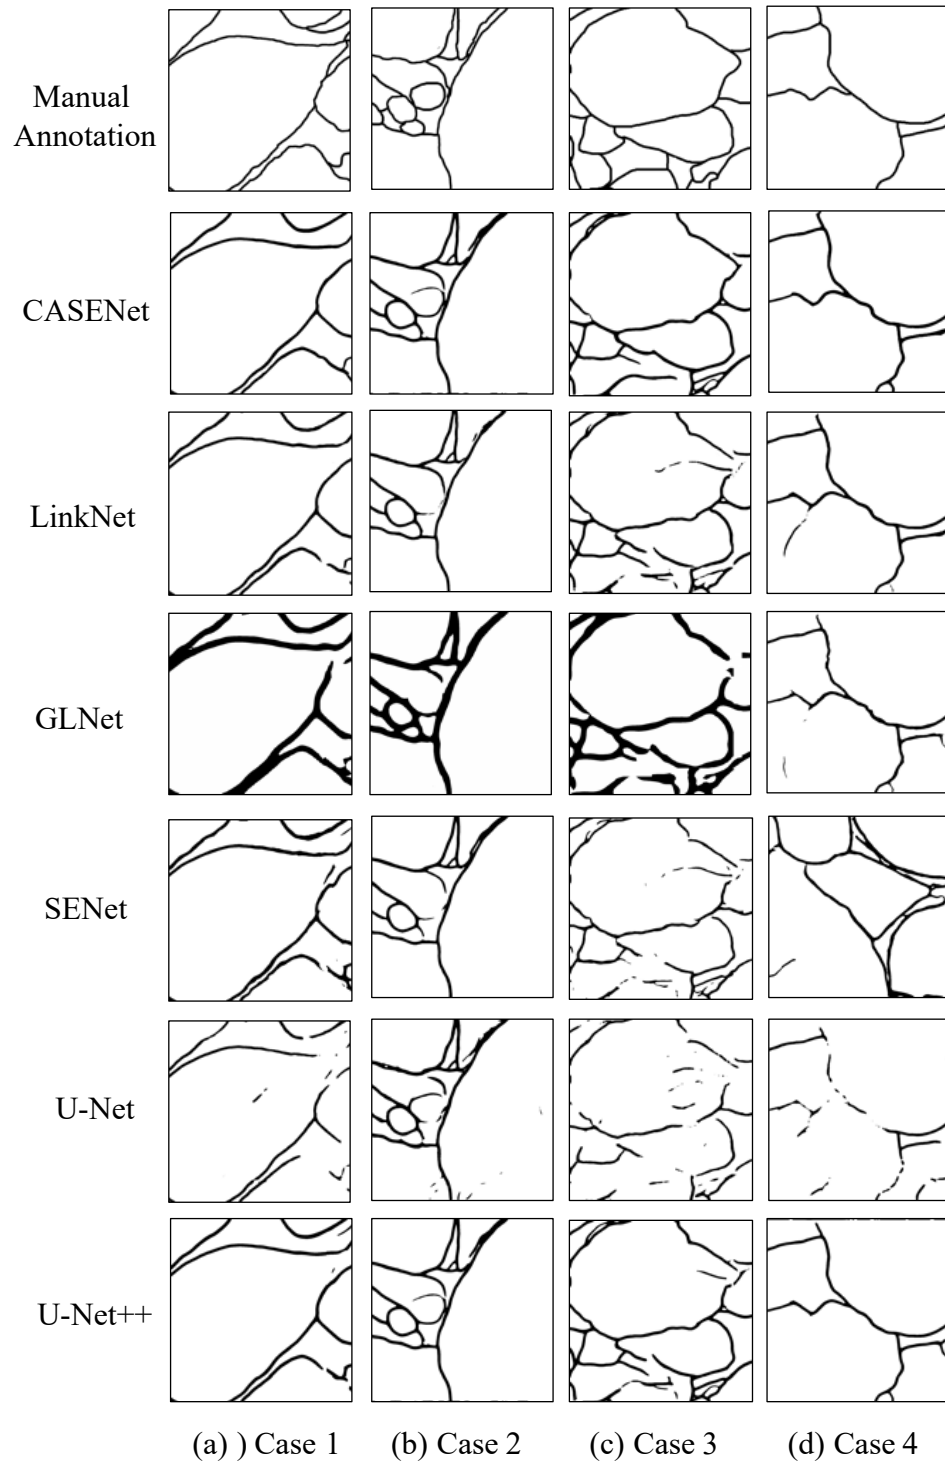 Manual
Annotation
CASENet
LinkNet
GLNet
SENet
U-Net
U-Net++
(a) ) Case 1 (b) Case 2 (c) Case 3 (d) Case 4